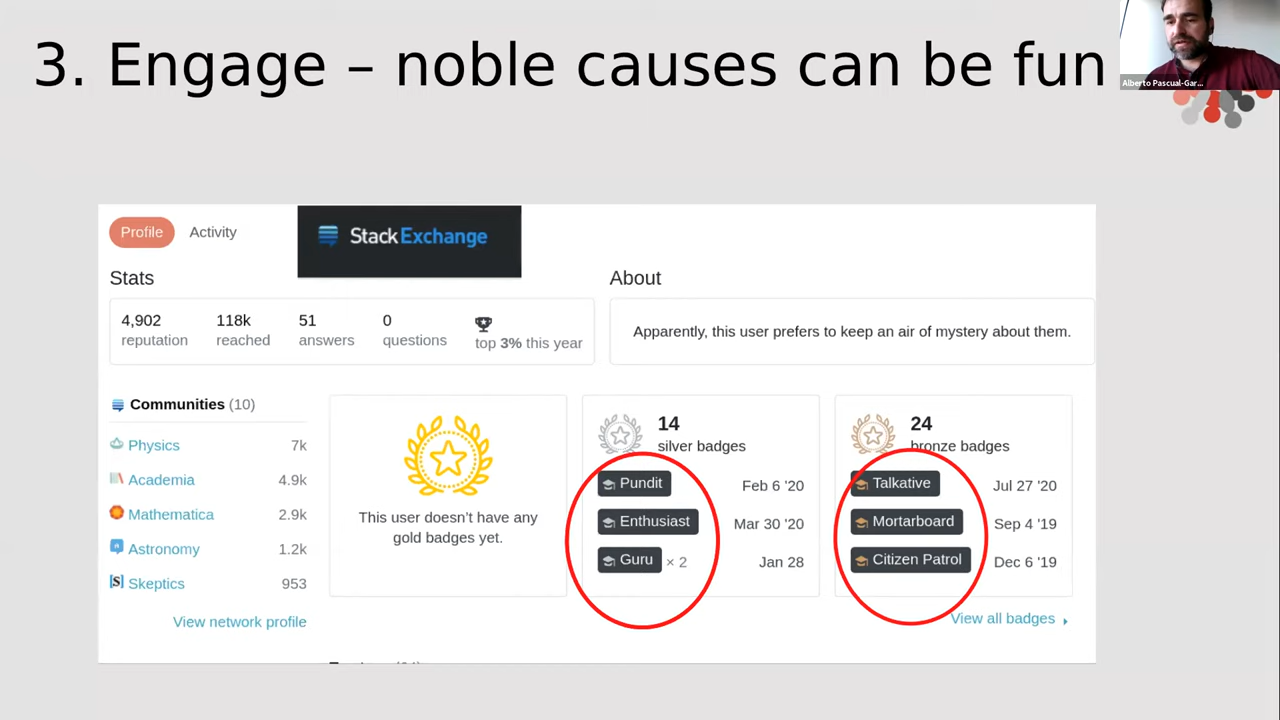 3. Engage – noble causes can be fun
Alberto Pascual-Gar...
Profile Activity
StackExchange
Stats
4,902 118k 51 0
reputation reached answers questions top 3% this year
About
Apparently, this user prefers to keep an air of mystery about them.
Communities (10)
Physics 7k
Academia 4.9k
Mathematica 2.9k
Astronomy 1.2k
Skeptics 953
View network profile
This user doesn't have any
gold badges yet.
14
silver badges
Pundit Feb 6 '20
Enthusiast Mar 30 '20
Guru × 2 Jan 28
24
bronze badges
Talkative Jul 27 '20
Mortarboard Sep 4 '19
Citizen Patrol Dec 6 '19
View all badges